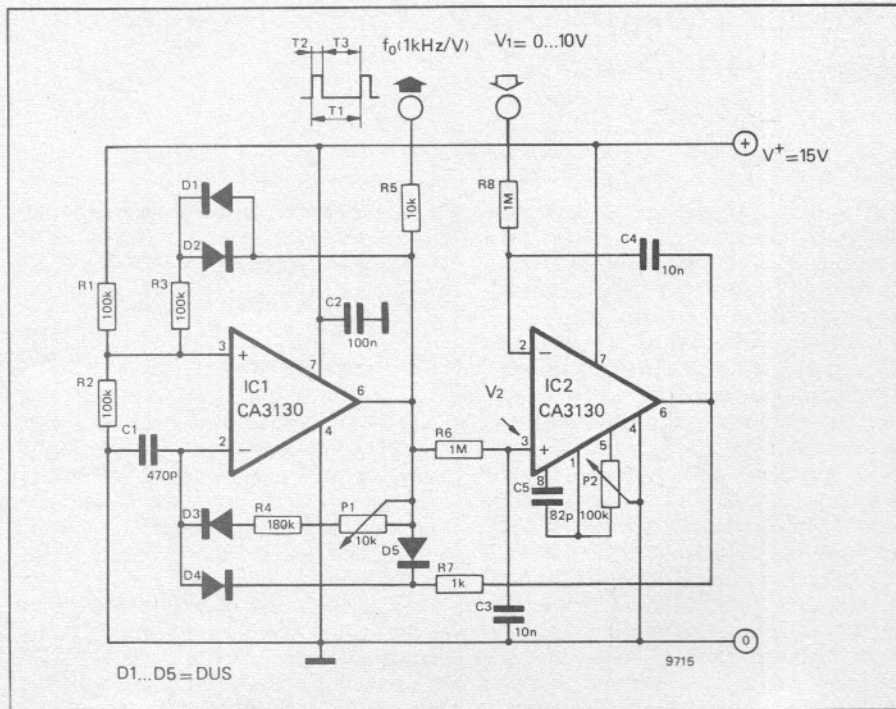 T2 T3
T1
f₀(1kHz/V)
V₁= 0...10V
+
V⁺=15V
D1
D2
R5
10k
R8
1M
C4
10n
R1
100k
R3
100k
C2
100n
R2
100k
3
+
7
IC1
CA3130
6
2
−
4
C1
470p
2
−
7
IC2
CA3130
6
V2
3
+
4
5
1
8
R6
1M
C5
82p
P2
100k
D3
R4
180k
P1
10k
D5
D4
R7
1k
C3
10n
0
9715
D1...D5=DUS